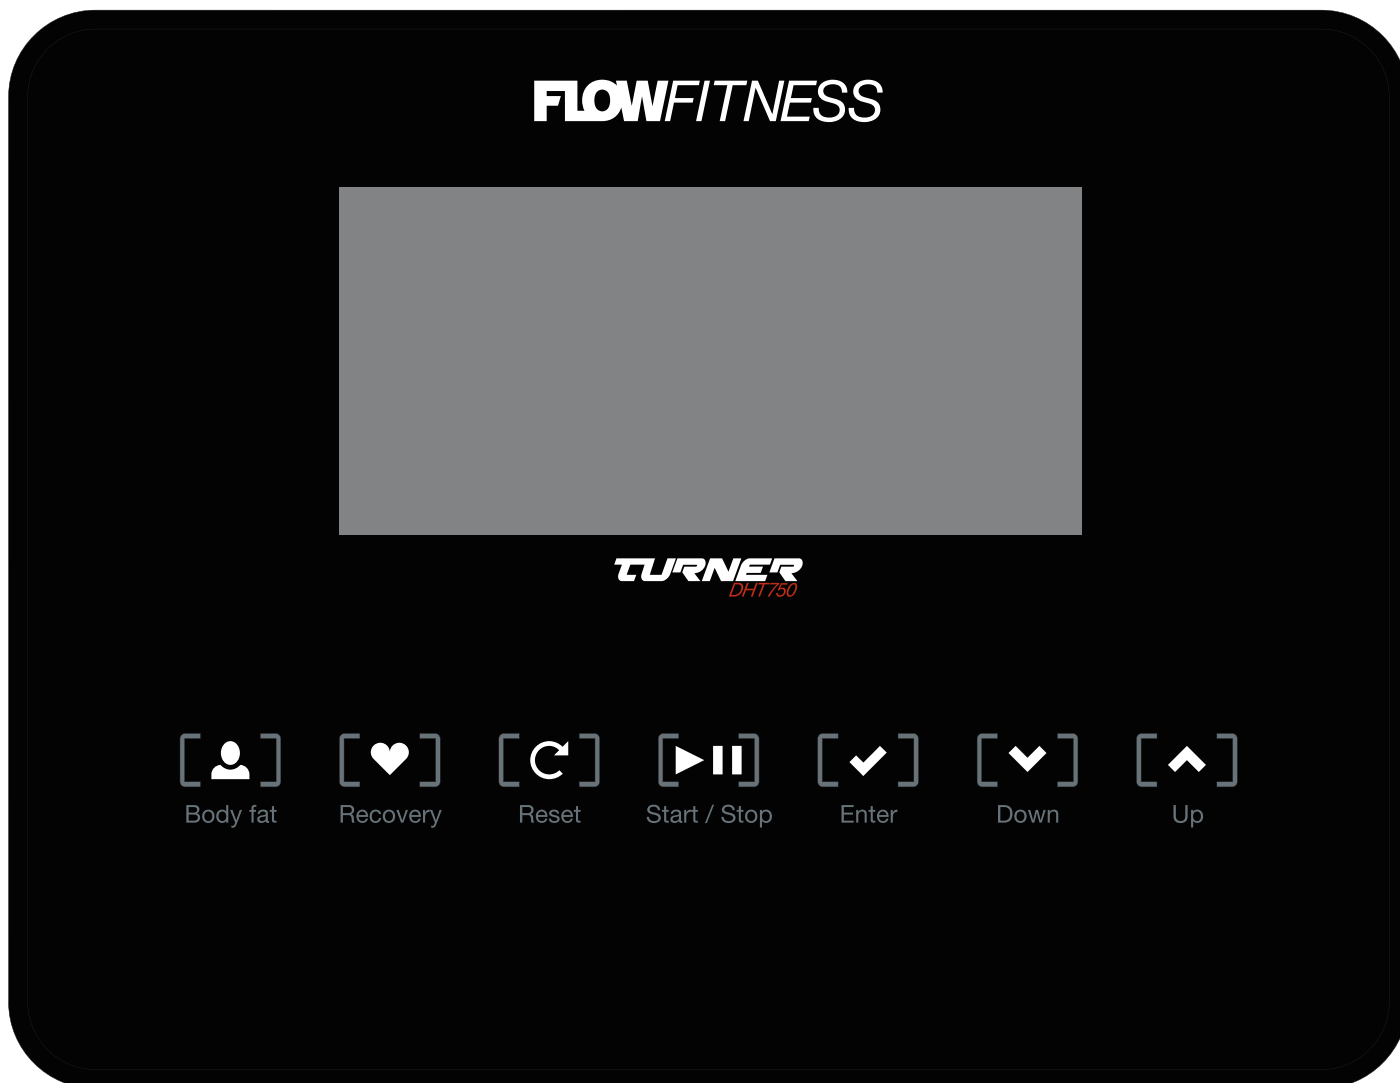 FLOWFITNESS
TURNER
DHT750
Body fat
Recovery
Reset
Start / Stop
Enter
Down
Up